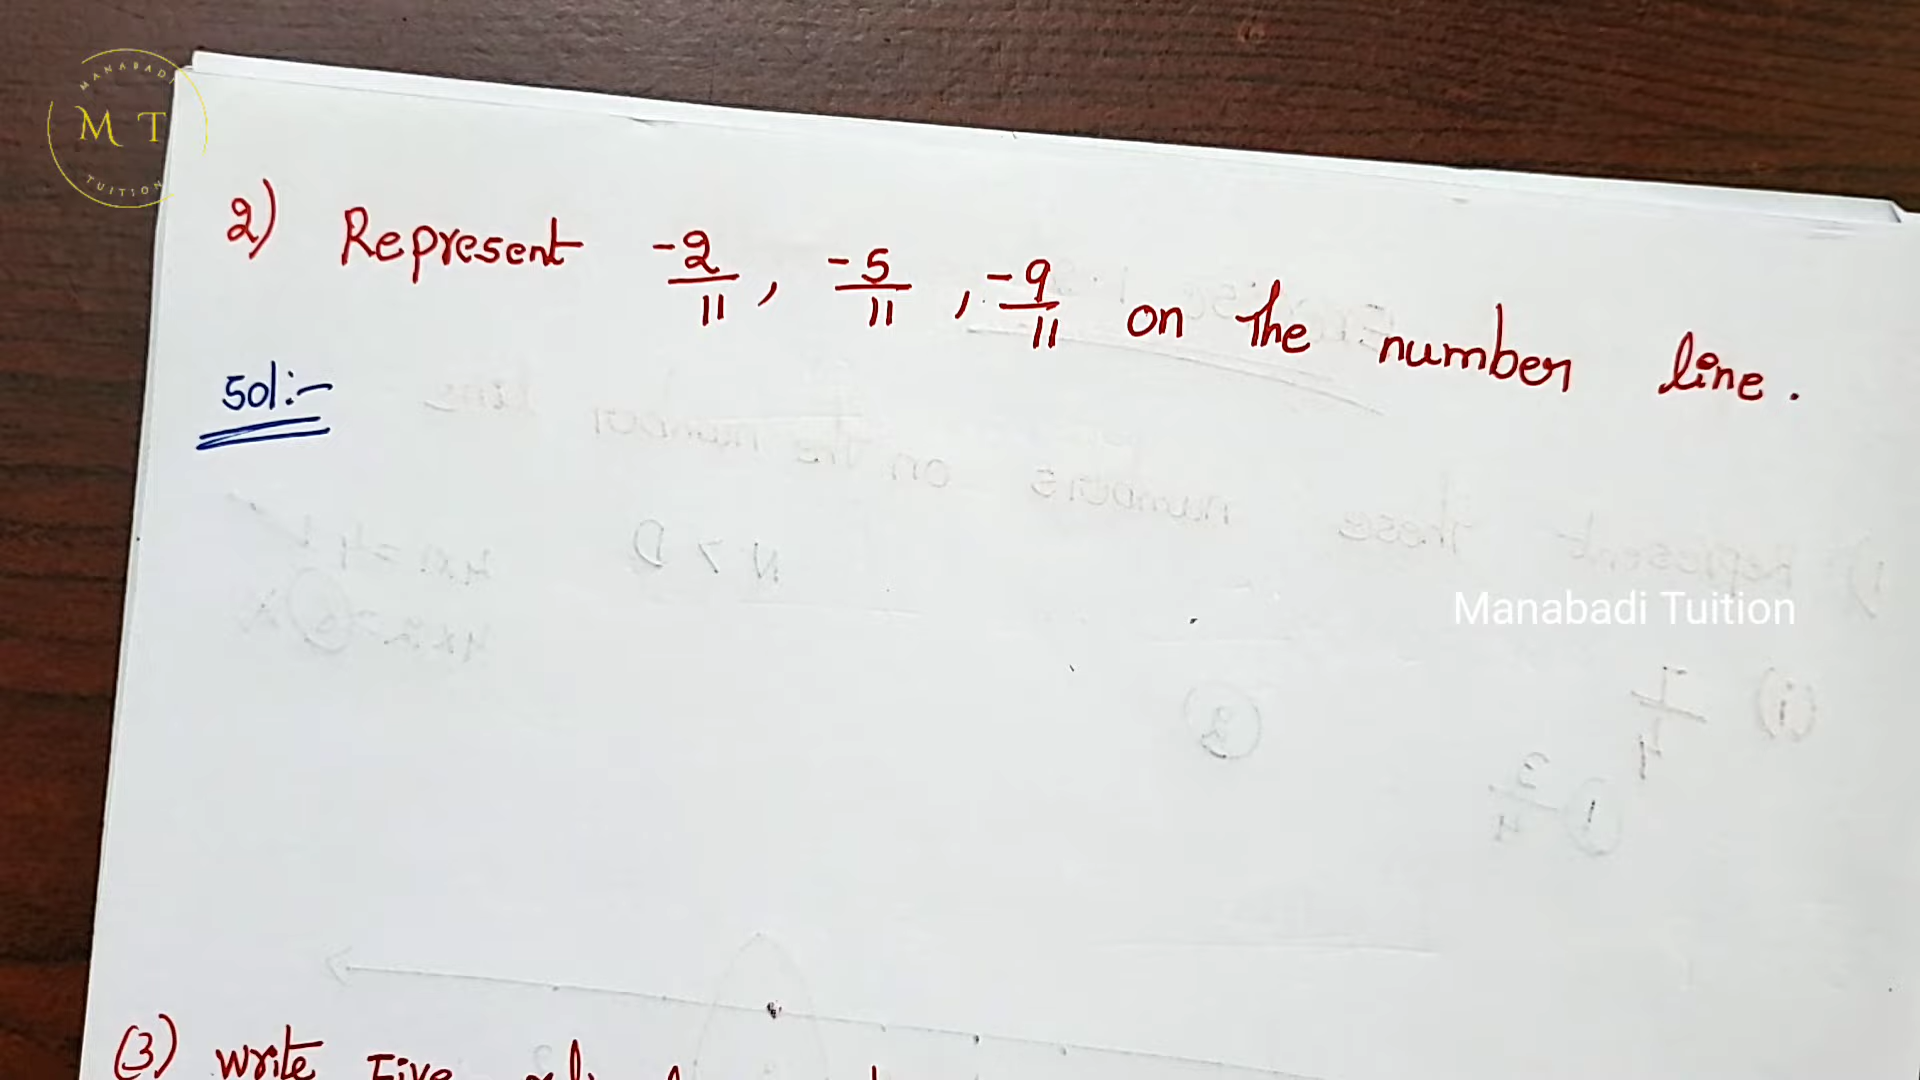 MANABADI
M T
TUITION
2) Represent -2/11, -5/11, -9/11 on the number line.
Sol:-
Manabadi Tuition
(3) write Five